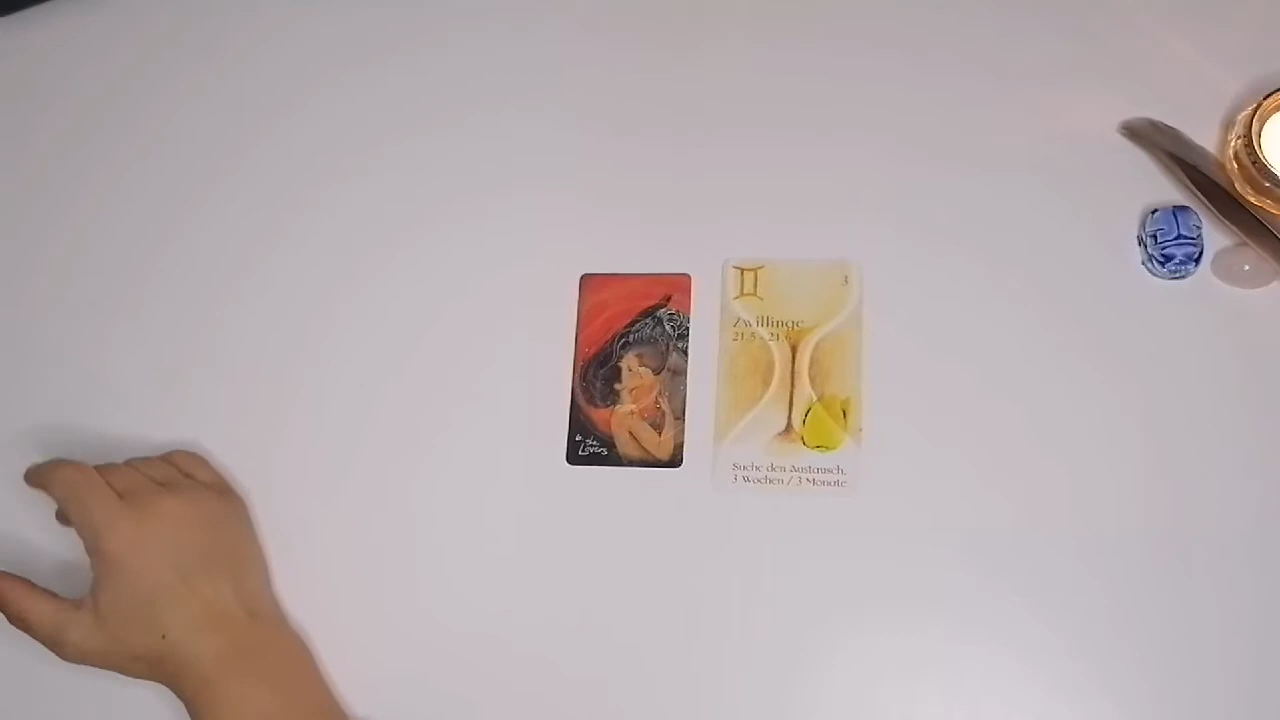 6. the
Lovers
3
Zwillinge
21.5 - 21.6
Suche den Austausch.
3 Wochen / 3 Monate